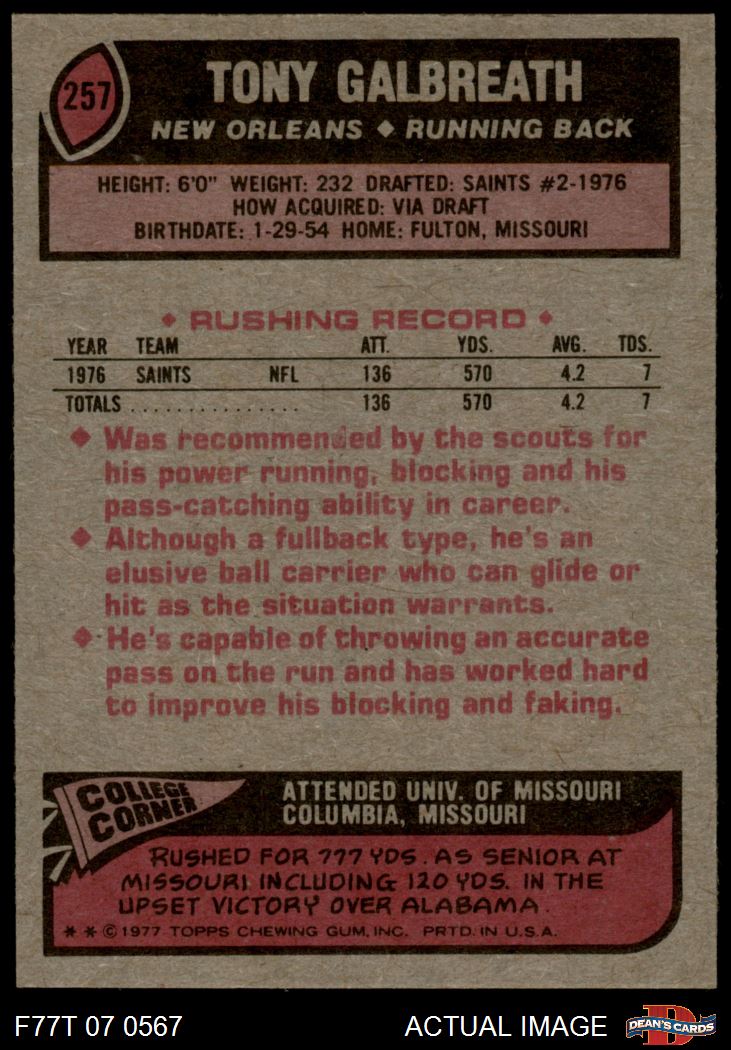 257
TONY GALBREATH
NEW ORLEANS ◆ RUNNING BACK
HEIGHT: 6'0" WEIGHT: 232 DRAFTED: SAINTS #2-1976
HOW ACQUIRED: VIA DRAFT
BIRTHDATE: 1-29-54 HOME: FULTON, MISSOURI
◆ RUSHING RECORD ◆
YEAR TEAM ATT. YDS. AVG. TDS.
1976 SAINTS NFL 136 570 4.2 7
TOTALS . . . . . . . . . . . . . . . 136 570 4.2 7
◆ Was recommended by the scouts for
his power running, blocking and his
pass-catching ability in career.
◆ Although a fullback type, he's an
elusive ball carrier who can glide or
hit as the situation warrants.
◆ He's capable of throwing an accurate
pass on the run and has worked hard
to improve his blocking and faking.
COLLEGE
CORNER
ATTENDED UNIV. OF MISSOURI
COLUMBIA, MISSOURI
RUSHED FOR 777 YDS. AS SENIOR AT
MISSOURI INCLUDING 120 YDS. IN THE
UPSET VICTORY OVER ALABAMA.
* * © 1977 TOPPS CHEWING GUM, INC. PRTD. IN U.S.A.
F77T 07 0567
ACTUAL IMAGE
D
DEAN'S CARDS